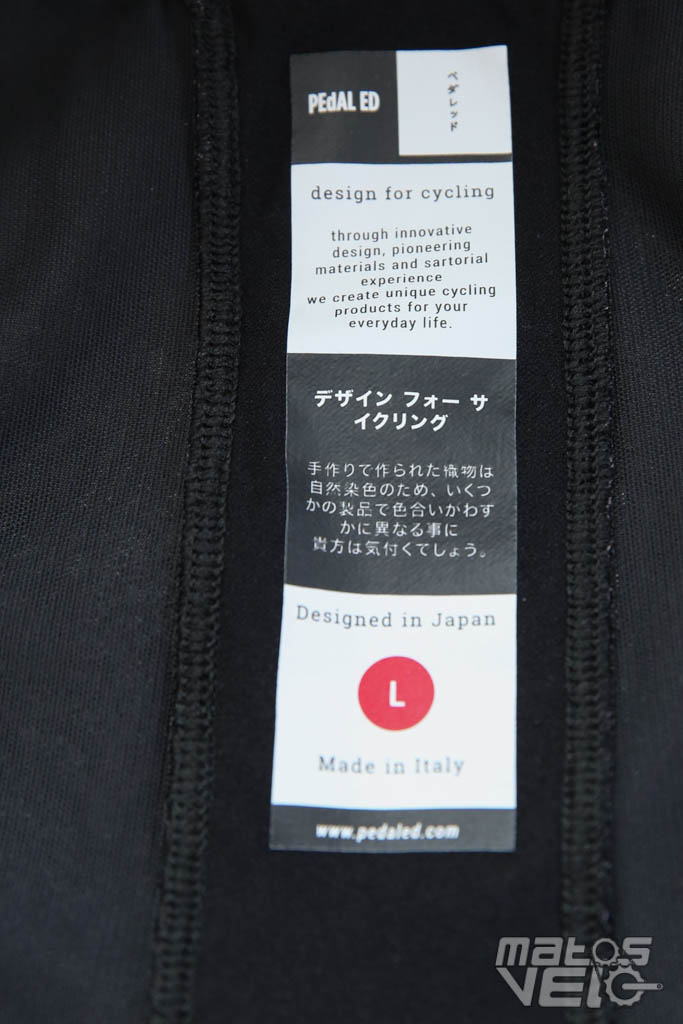 PEdAL ED
ペダレッド
design for cycling
through innovative
design, pioneering
materials and sartorial
experience
we create unique cycling
products for your
everyday life.
デザイン フォー サ
イクリング
手作りで作られた織物は
自然染色のため、いくつ
かの製品で色合いがわず
かに異なる事に
貴方は気付くでしょう。
Designed in Japan
L
Made in Italy
www.pedaled.com
matos
VELO